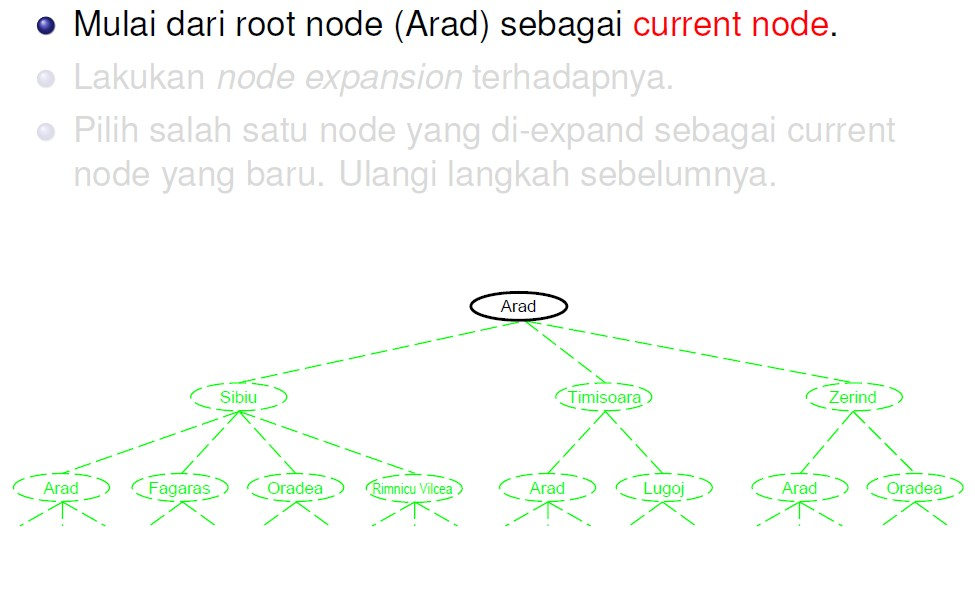 Mulai dari root node (Arad) sebagai current node.
Lakukan node expansion terhadapnya.
Pilih salah satu node yang di-expand sebagai current
node yang baru. Ulangi langkah sebelumnya.
Arad
Sibiu
Timisoara
Zerind
Arad
Fagaras
Oradea
Rimnicu Vilcea
Arad
Lugoj
Arad
Oradea